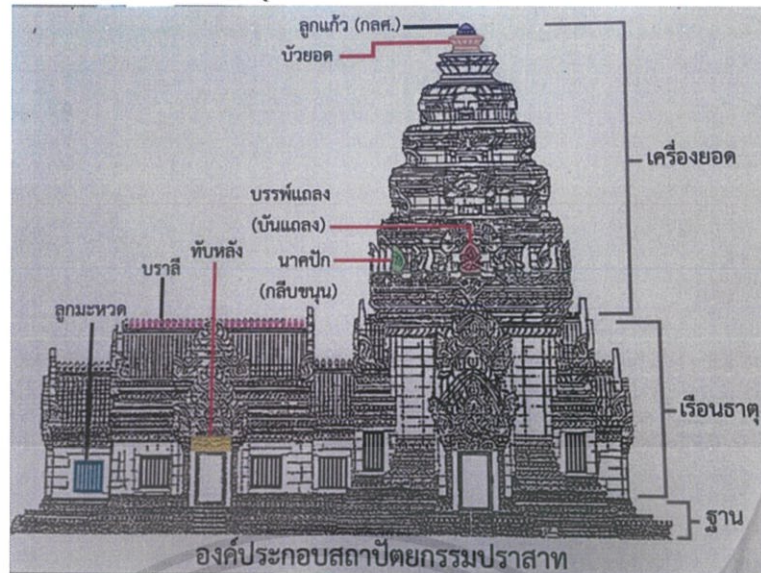 ลูกแก้ว (กลศ.)
บัวยอด
เครื่องยอด
บรรพ์แถลง
(บันแถลง)
นาคปัก
(กลีบขนุน)
ทับหลัง
บราลี
ลูกมะหวด
เรือนธาตุ
ฐาน
องค์ประกอบสถาปัตยกรรมปราสาท